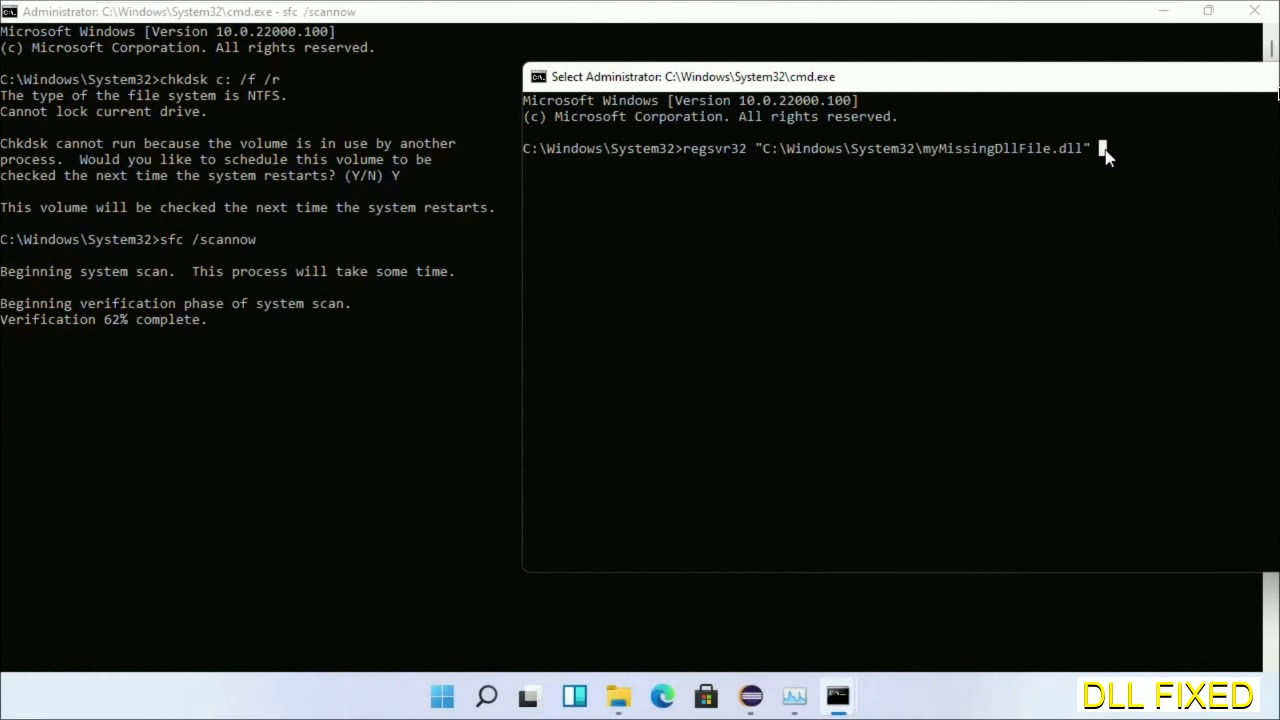 Administrator: C:\Windows\System32\cmd.exe - sfc /scannow
Microsoft Windows [Version 10.0.22000.100]
(c) Microsoft Corporation. All rights reserved.
C:\Windows\System32>chkdsk c: /f /r
The type of the file system is NTFS.
Cannot lock current drive.
Chkdsk cannot run because the volume is in use by another
process.  Would you like to schedule this volume to be
checked the next time the system restarts? (Y/N) Y
This volume will be checked the next time the system restarts.
C:\Windows\System32>sfc /scannow
Beginning system scan.  This process will take some time.
Beginning verification phase of system scan.
Verification 62% complete.
Select Administrator: C:\Windows\System32\cmd.exe
Microsoft Windows [Version 10.0.22000.100]
(c) Microsoft Corporation. All rights reserved.
C:\Windows\System32>regsvr32 "C:\Windows\System32\myMissingDllFile.dll"
DLL FIXED